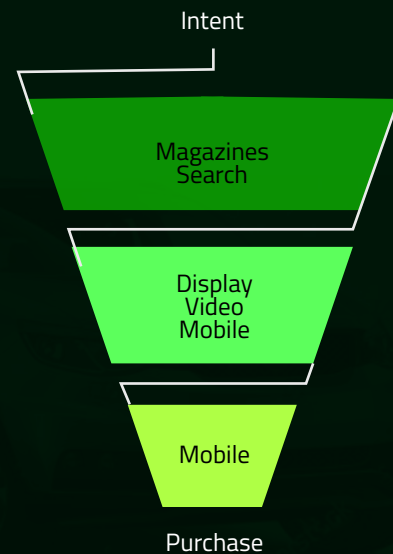 Intent
Magazines
Search
Display
Video
Mobile
Mobile
Purchase